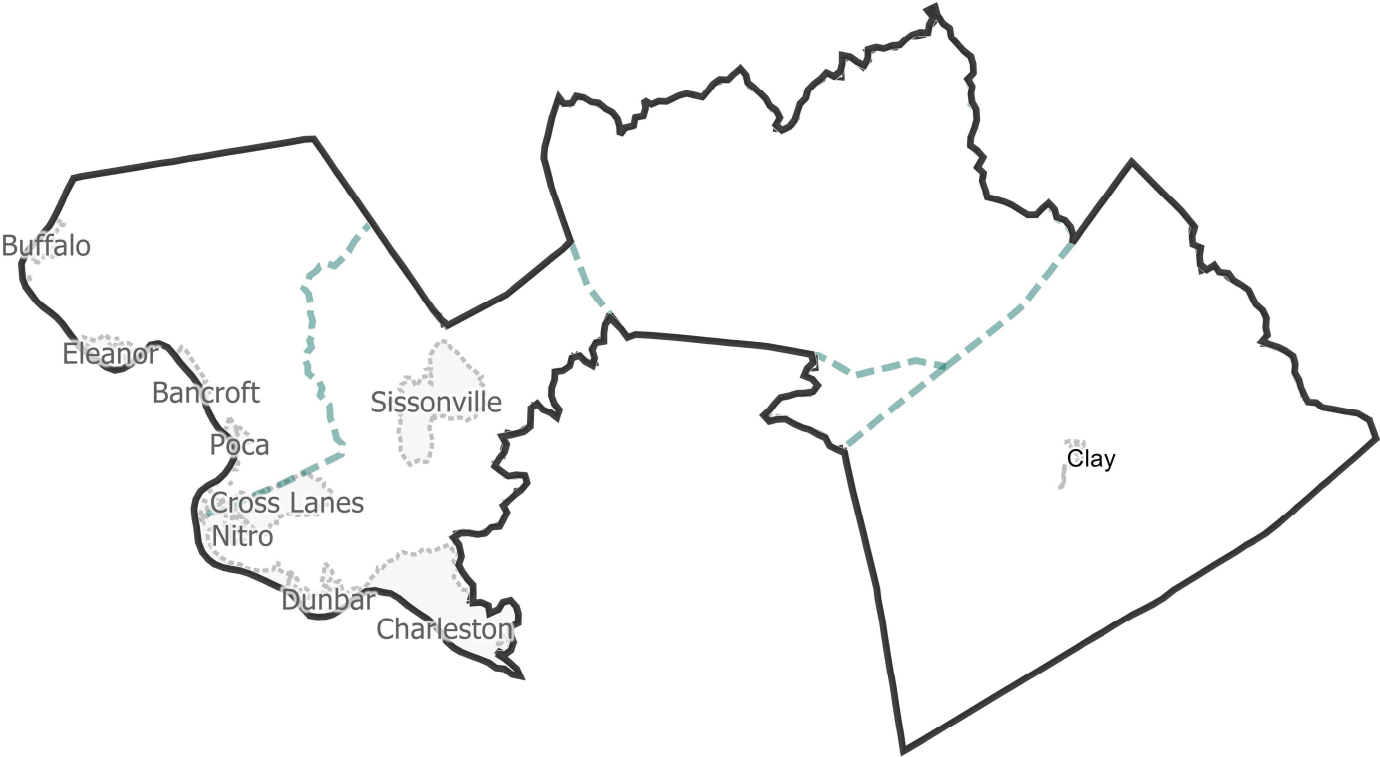 Buffalo
Eleanor
Bancroft
Sissonville
Poca
Clay
Cross Lanes
Nitro
Dunbar
Charleston